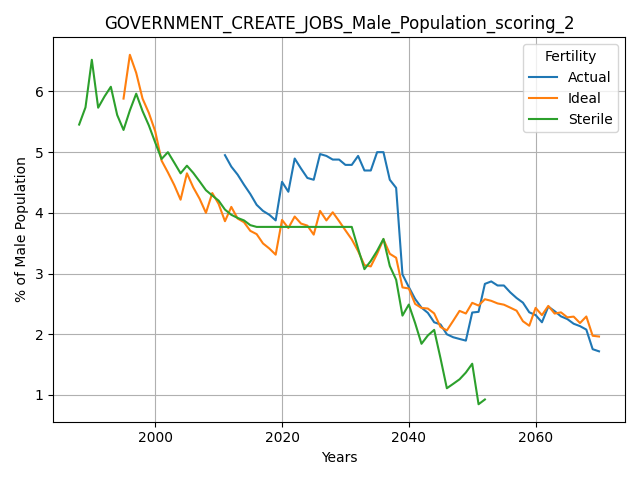 GOVERNMENT_CREATE_JOBS_Male_Population_scoring_2
Fertility
Actual
Ideal
Sterile
% of Male Population
6
5
4
3
2
1
2000 2020 2040 2060
Years